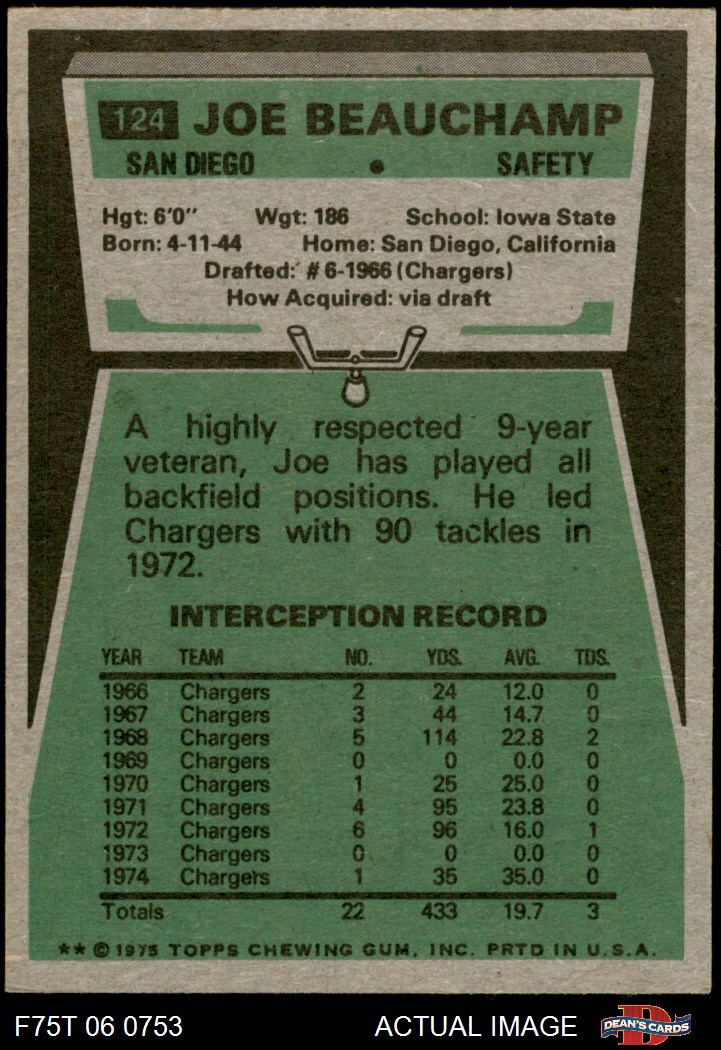 124 JOE BEAUCHAMP
SAN DIEGO • SAFETY
Hgt: 6'0" Wgt: 186 School: Iowa State
Born: 4-11-44 Home: San Diego, California
Drafted: # 6-1966 (Chargers)
How Acquired: via draft
A highly respected 9-year
veteran, Joe has played all
backfield positions. He led
Chargers with 90 tackles in
1972.
INTERCEPTION RECORD
YEAR TEAM NO. YDS. AVG. TDS.
1966 Chargers 2 24 12.0 0
1967 Chargers 3 44 14.7 0
1968 Chargers 5 114 22.8 2
1969 Chargers 0 0 0.0 0
1970 Chargers 1 25 25.0 0
1971 Chargers 4 95 23.8 0
1972 Chargers 6 96 16.0 1
1973 Chargers 0 0 0.0 0
1974 Chargers 1 35 35.0 0
Totals 22 433 19.7 3
** © 1975 TOPPS CHEWING GUM, INC. PRTD IN U.S.A.
F75T 06 0753 ACTUAL IMAGE D DEAN'S CARDS